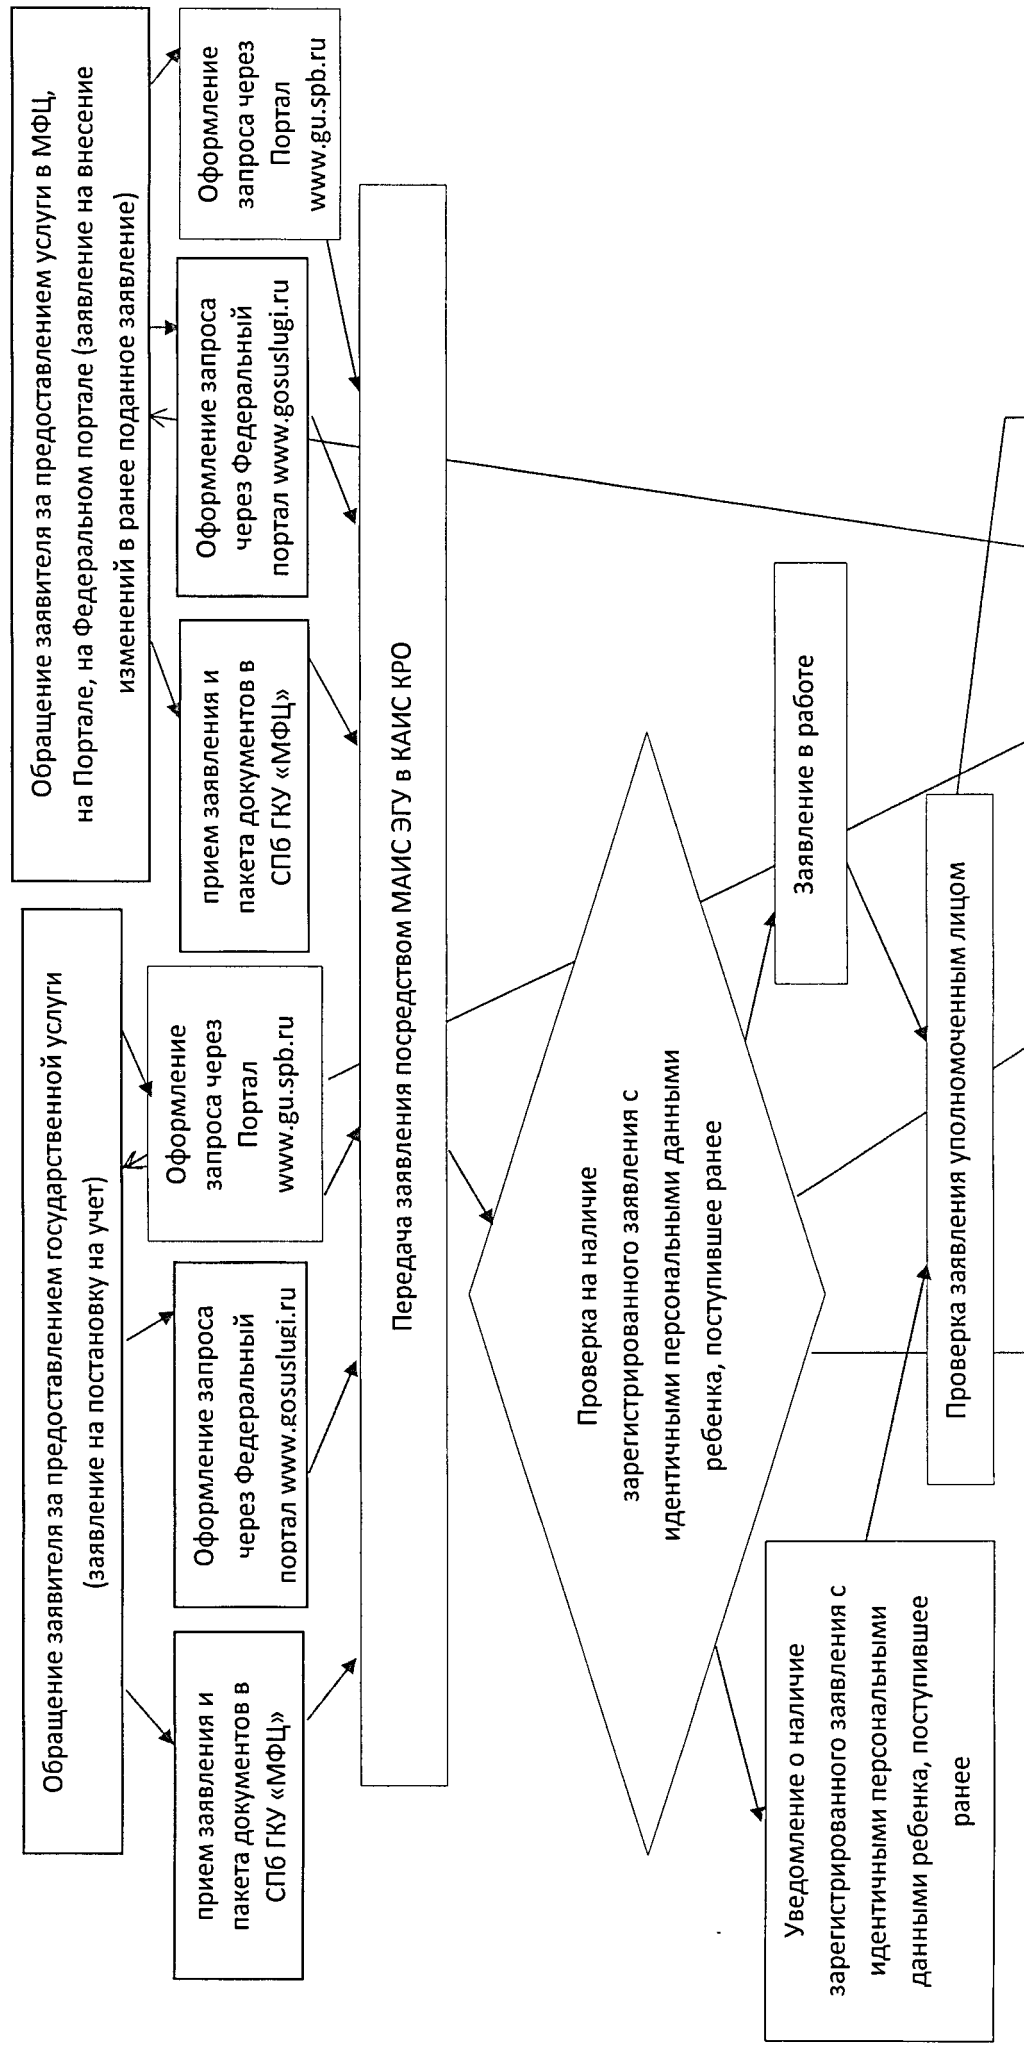 Обращение заявителя за предоставлением государственной услуги
(заявление на постановку на учет)
Обращение заявителя за предоставлением услуги в МФЦ,
на Портале, на Федеральном портале (заявление на внесение
изменений в ранее поданное заявление)
прием заявления и
пакета документов в
СПб ГКУ «МФЦ»
Оформление запроса
через Федеральный
портал www.gosuslugi.ru
Оформление
запроса через
Портал
www.gu.spb.ru
прием заявления и
пакета документов в
СПб ГКУ «МФЦ»
Оформление запроса
через Федеральный
портал www.gosuslugi.ru
Оформление
запроса через
Портал
www.gu.spb.ru
Передача заявления посредством МАИС ЭГУ в КАИС КРО
Проверка на наличие
зарегистрированного заявления с
идентичными персональными данными
ребенка, поступившее ранее
Уведомление о наличие
зарегистрированного заявления с
идентичными персональными
данными ребенка, поступившее
ранее
Заявление в работе
Проверка заявления уполномоченным лицом